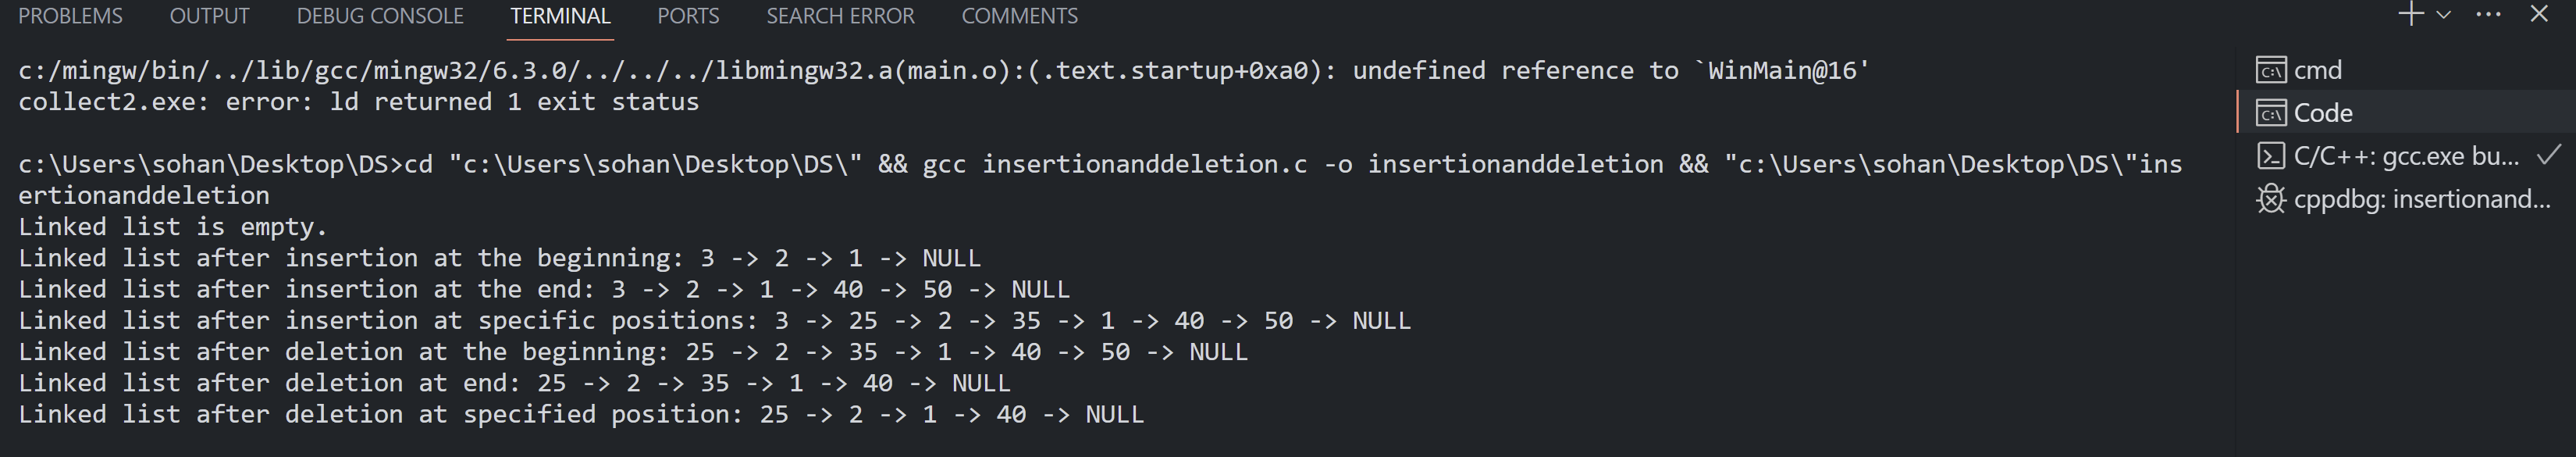 PROBLEMS OUTPUT DEBUG CONSOLE TERMINAL PORTS SEARCH ERROR COMMENTS
c:/mingw/bin/../lib/gcc/mingw32/6.3.0/../../../libmingw32.a(main.o):(.text.startup+0xa0): undefined reference to `WinMain@16'
collect2.exe: error: ld returned 1 exit status
c:\Users\sohan\Desktop\DS>cd "c:\Users\sohan\Desktop\DS\" && gcc insertionanddeletion.c -o insertionanddeletion && "c:\Users\sohan\Desktop\DS\"ins
ertionanddeletion
Linked list is empty.
Linked list after insertion at the beginning: 3 -> 2 -> 1 -> NULL
Linked list after insertion at the end: 3 -> 2 -> 1 -> 40 -> 50 -> NULL
Linked list after insertion at specific positions: 3 -> 25 -> 2 -> 35 -> 1 -> 40 -> 50 -> NULL
Linked list after deletion at the beginning: 25 -> 2 -> 35 -> 1 -> 40 -> 50 -> NULL
Linked list after deletion at end: 25 -> 2 -> 35 -> 1 -> 40 -> NULL
Linked list after deletion at specified position: 25 -> 2 -> 1 -> 40 -> NULL
cmd
Code
C/C++: gcc.exe bu...
cppdbg: insertionand...